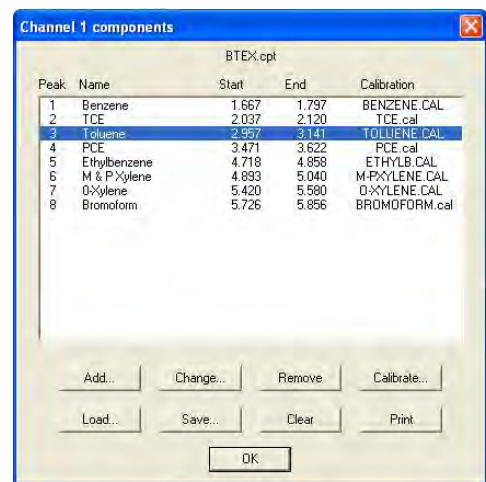 Channel 1 components
BTEX.cpt
Peak Name Start End Calibration
1 Benzene 1.667 1.797 BENZENE.CAL
2 TCE 2.037 2.120 TCE.cal
3 Toluene 2.957 3.141 TOLUENE.CAL
4 PCE 3.471 3.622 PCE.cal
5 Ethylbenzene 4.718 4.858 ETHYLB.CAL
6 M & P Xylene 4.893 5.040 M-PXYLENE.CAL
7 O-Xylene 5.420 5.580 O-XYLENE.CAL
8 Bromoform 5.726 5.856 BROMOFORM.cal
Add... Change... Remove Calibrate...
Load... Save... Clear Print
OK